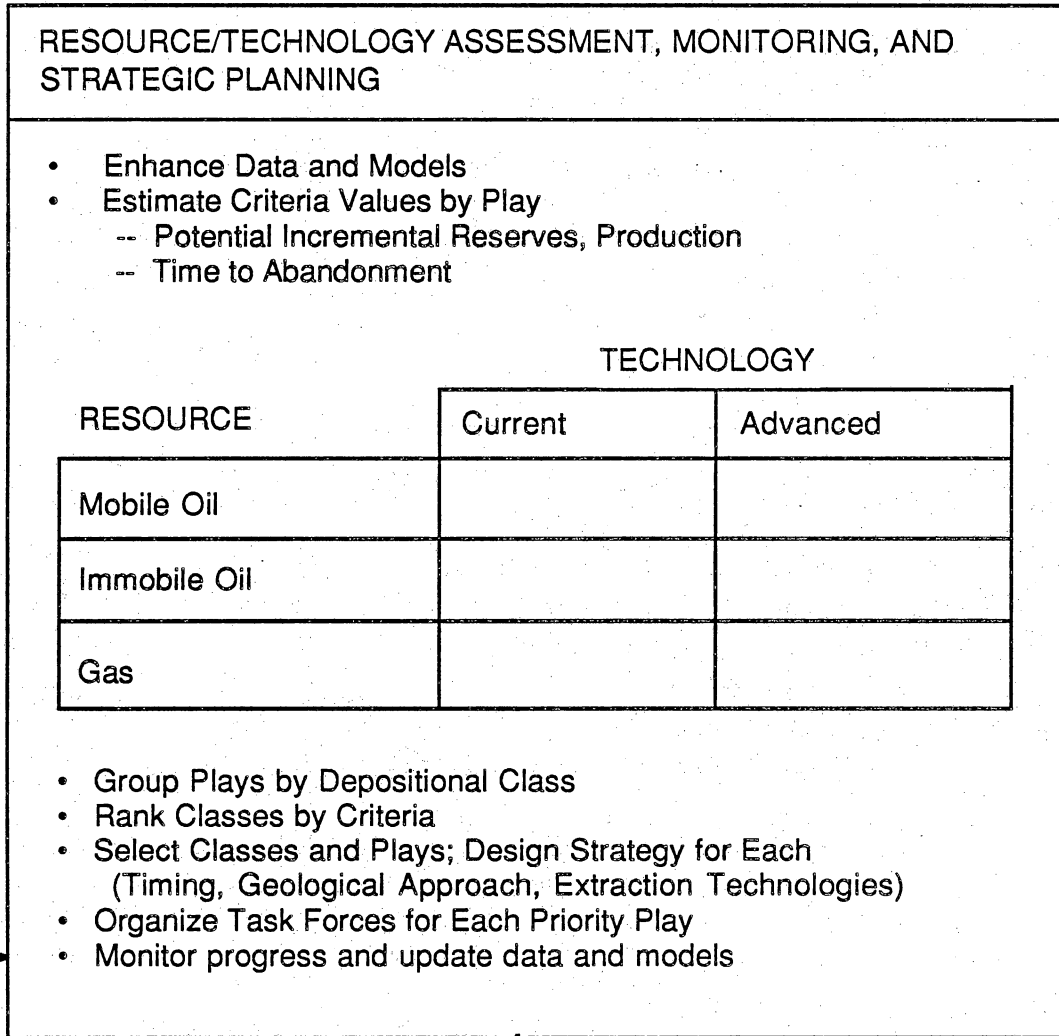 RESOURCE/TECHNOLOGY ASSESSMENT, MONITORING, AND
STRATEGIC PLANNING
• Enhance Data and Models
• Estimate Criteria Values by Play
-- Potential Incremental Reserves, Production
-- Time to Abandonment
TECHNOLOGY
RESOURCE Current Advanced
Mobile Oil
Immobile Oil
Gas
• Group Plays by Depositional Class
• Rank Classes by Criteria
• Select Classes and Plays; Design Strategy for Each
(Timing, Geological Approach, Extraction Technologies)
• Organize Task Forces for Each Priority Play
• Monitor progress and update data and models